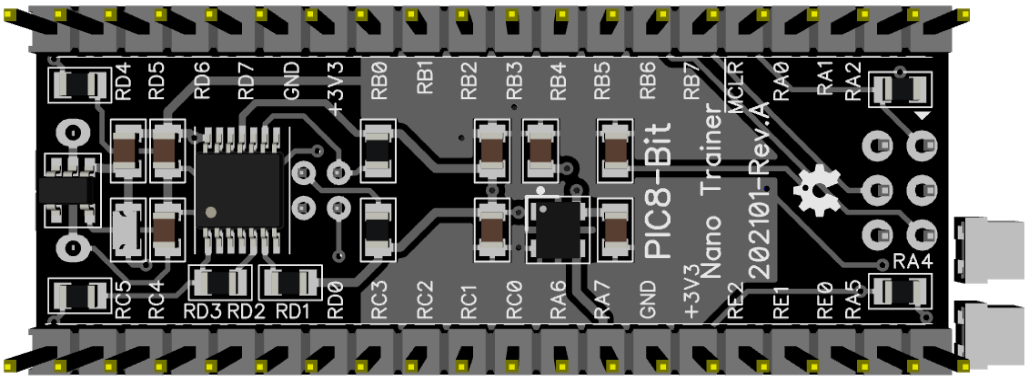 RD4
RD5
RD6
RD7
GND
+3V3
RB0
RB1
RB2
RB3
RB4
RB5
RB6
RB7
MCLR
RA0
RA1
RA2
PIC8-Bit
Nano Trainer
202101-Rev.A
RA4
RC5
RC4
RD3
RD2
RD1
RD0
RC3
RC2
RC1
RC0
RA6
RA7
GND
+3V3
RE2
RE1
RE0
RA5